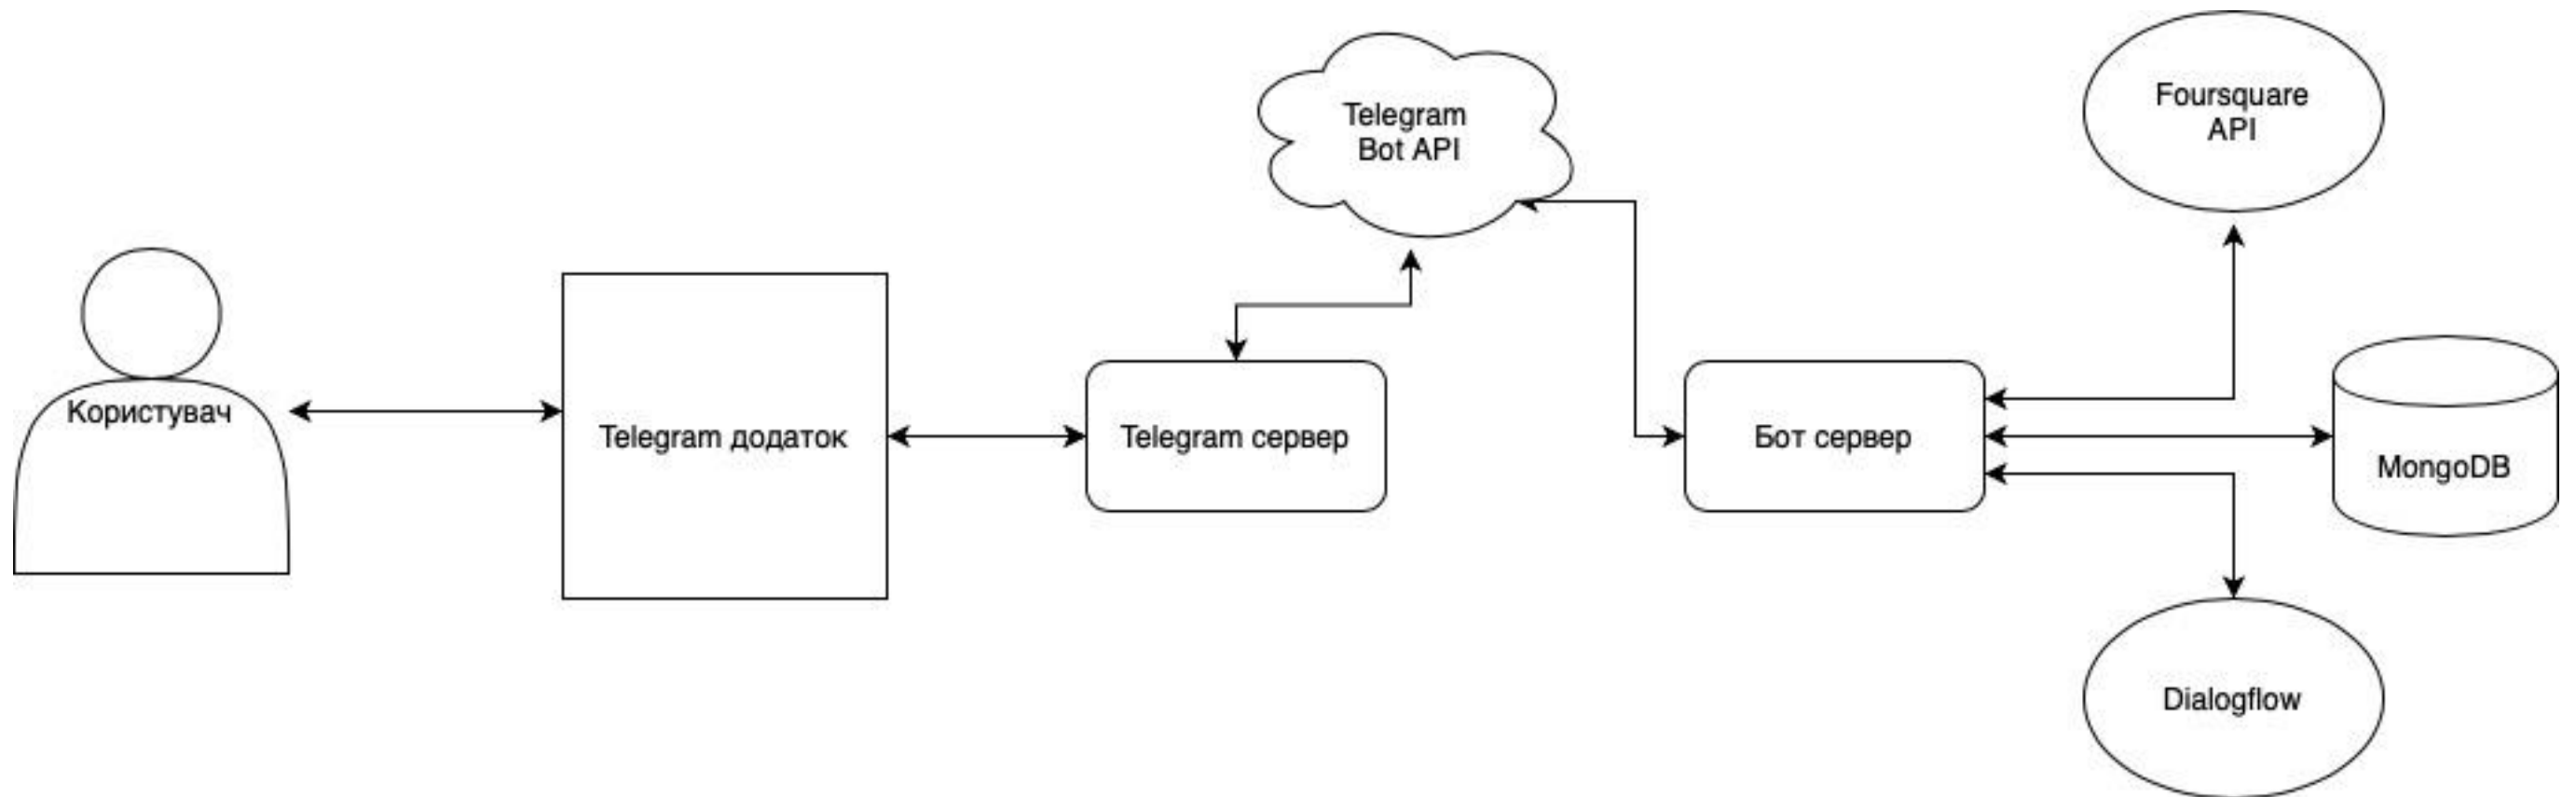 Користувач
Telegram додаток
Telegram сервер
Telegram
Bot API
Бот сервер
Foursquare
API
MongoDB
Dialogflow